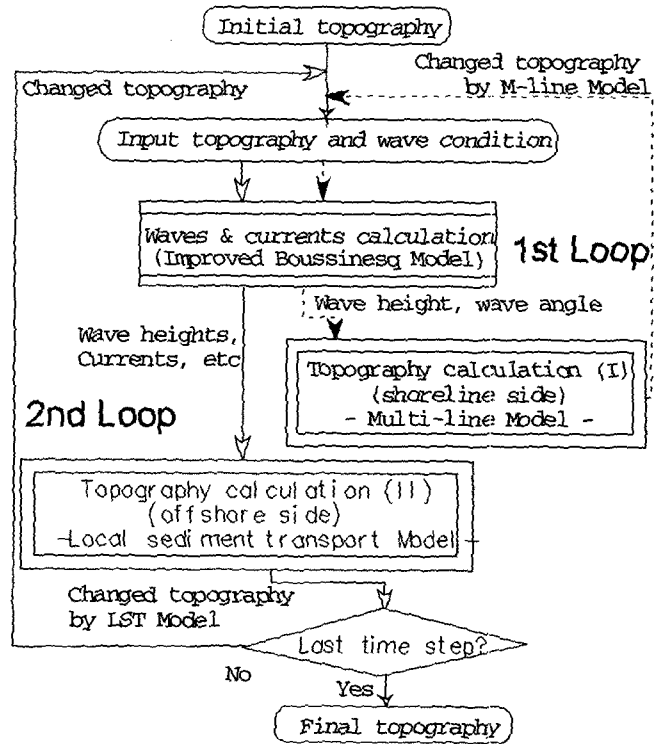 Initial topography
Changed topography
by M-line Model
Changed topography
Input topography and wave condition
Waves & currents calculation
(Improved Boussinesq Model)
1st Loop
Wave height, wave angle
Wave heights,
Currents, etc
Topography calculation (I)
(shoreline side)
- Multi-line Model -
2nd Loop
Topography calculation (II)
(offshore side)
-Local sediment transport Model -
Changed topography
by LST Model
Last time step?
No
Yes
Final topography